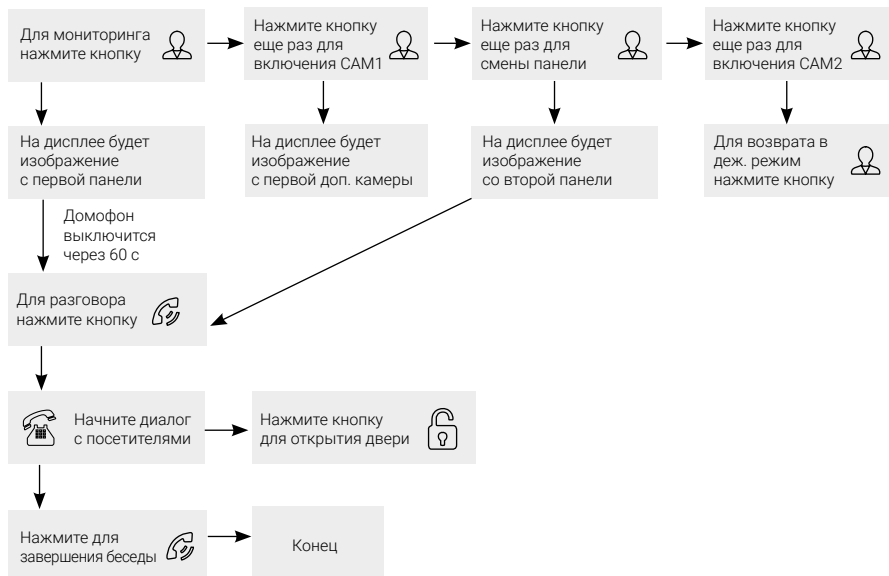 Для мониторинга
нажмите кнопку
Нажмите кнопку
еще раз для
включения CAM1
Нажмите кнопку
еще раз для
смены панели
Нажмите кнопку
еще раз для
включения CAM2
На дисплее будет
изображение
с первой панели
На дисплее будет
изображение
с первой доп. камеры
На дисплее будет
изображение
со второй панели
Для возврата в
деж. режим
нажмите кнопку
Домофон
выключится
через 60 с
Для разговора
нажмите кнопку
Начните диалог
с посетителями
Нажмите кнопку
для открытия двери
Нажмите для
завершения беседы
Конец